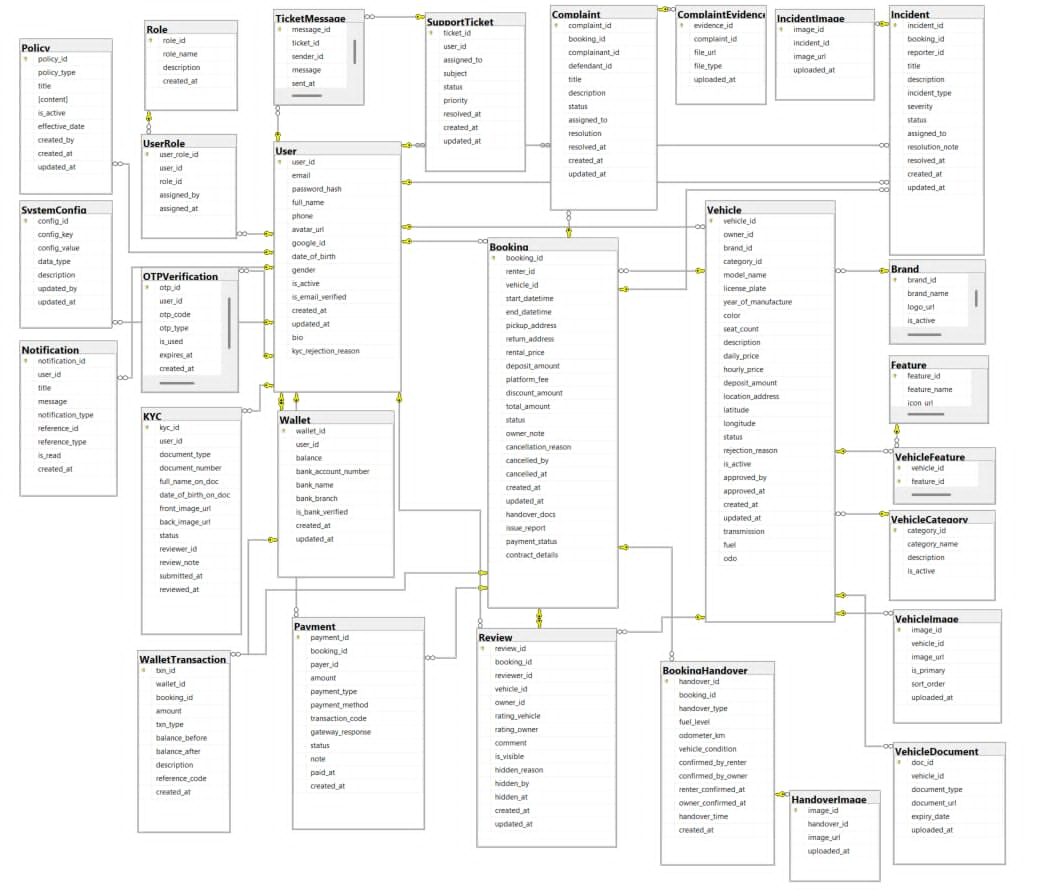 Policy
policy_id
policy_type
title
[content]
is_active
effective_date
created_by
created_at
updated_at
Role
role_id
role_name
description
created_at
TicketMessage
message_id
ticket_id
sender_id
message
sent_at
SupportTicket
ticket_id
user_id
assigned_to
subject
status
priority
resolved_at
created_at
updated_at
Complaint
complaint_id
booking_id
complainant_id
defendant_id
title
description
status
assigned_to
resolution
resolved_at
created_at
updated_at
ComplaintEvidence
evidence_id
complaint_id
file_url
file_type
uploaded_at
IncidentImage
image_id
incident_id
image_url
uploaded_at
Incident
incident_id
booking_id
reporter_id
title
description
incident_type
severity
status
assigned_to
resolution_note
resolved_at
created_at
updated_at
UserRole
user_role_id
user_id
role_id
assigned_by
assigned_at
User
user_id
email
password_hash
full_name
phone
avatar_url
google_id
date_of_birth
gender
is_active
is_email_verified
created_at
updated_at
bio
kyc_rejection_reason
SystemConfig
config_id
config_key
config_value
data_type
description
updated_by
updated_at
OTPVerification
otp_id
user_id
otp_code
otp_type
is_used
expires_at
created_at
Booking
booking_id
renter_id
vehicle_id
start_datetime
end_datetime
pickup_address
return_address
rental_price
deposit_amount
platform_fee
discount_amount
total_amount
status
owner_note
cancellation_reason
cancelled_by
cancelled_at
created_at
updated_at
handover_docs
issue_report
payment_status
contract_details
Vehicle
vehicle_id
owner_id
brand_id
category_id
model_name
license_plate
year_of_manufacture
color
seat_count
description
daily_price
hourly_price
deposit_amount
location_address
latitude
longitude
status
rejection_reason
is_active
approved_by
approved_at
created_at
updated_at
transmission
fuel
odo
Brand
brand_id
brand_name
logo_url
is_active
Notification
notification_id
user_id
title
message
notification_type
reference_id
reference_type
is_read
created_at
Feature
feature_id
feature_name
icon_url
KYC
kyc_id
user_id
document_type
document_number
full_name_on_doc
date_of_birth_on_doc
front_image_url
back_image_url
status
reviewer_id
review_note
submitted_at
reviewed_at
Wallet
wallet_id
user_id
balance
bank_account_number
bank_name
bank_branch
is_bank_verified
created_at
updated_at
VehicleFeature
vehicle_id
feature_id
VehicleCategory
category_id
category_name
description
is_active
WalletTransaction
txn_id
wallet_id
booking_id
amount
txn_type
balance_before
balance_after
description
reference_code
created_at
Payment
payment_id
booking_id
payer_id
amount
payment_type
payment_method
transaction_code
gateway_response
status
note
paid_at
created_at
Review
review_id
booking_id
reviewer_id
vehicle_id
owner_id
rating_vehicle
rating_owner
comment
is_visible
hidden_reason
hidden_by
hidden_at
created_at
updated_at
BookingHandover
handover_id
booking_id
handover_type
fuel_level
odometer_km
vehicle_condition
confirmed_by_renter
confirmed_by_owner
renter_confirmed_at
owner_confirmed_at
handover_time
created_at
VehicleImage
image_id
vehicle_id
image_url
is_primary
sort_order
uploaded_at
HandoverImage
image_id
handover_id
image_url
uploaded_at
VehicleDocument
doc_id
vehicle_id
document_type
document_url
expiry_date
uploaded_at